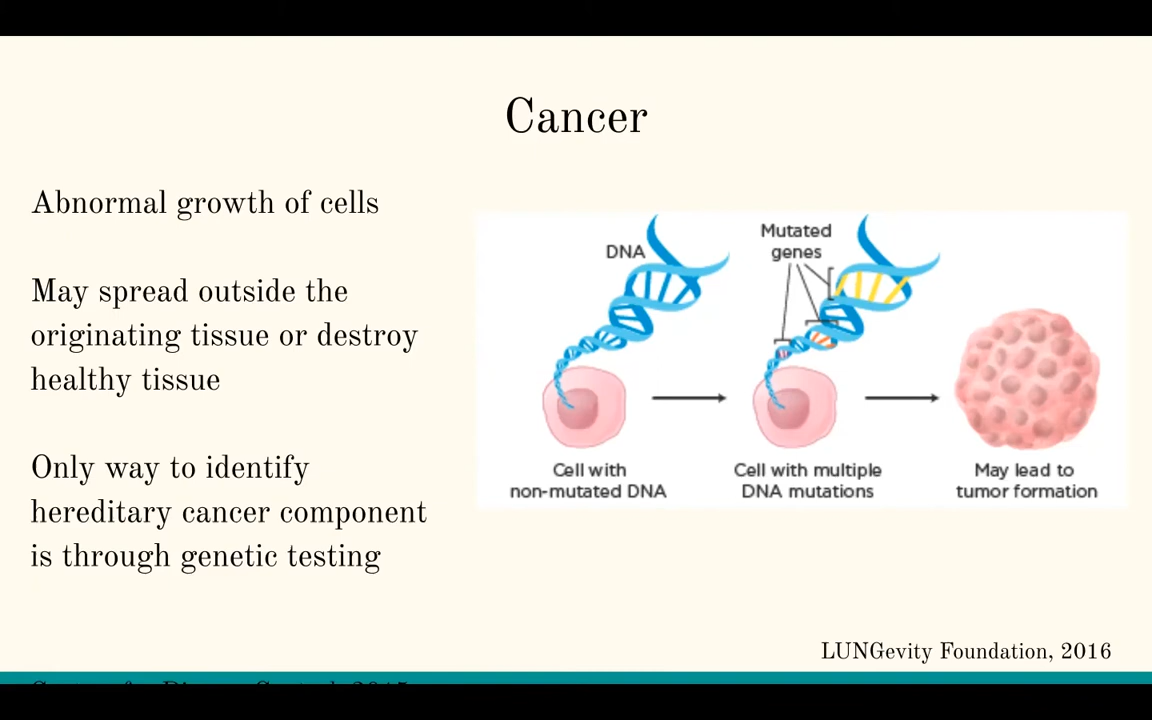 Cancer
Abnormal growth of cells
May spread outside the
originating tissue or destroy
healthy tissue
Only way to identify
hereditary cancer component
is through genetic testing
DNA
Mutated
genes
Cell with
non-mutated DNA
Cell with multiple
DNA mutations
May lead to
tumor formation
LUNGevity Foundation, 2016